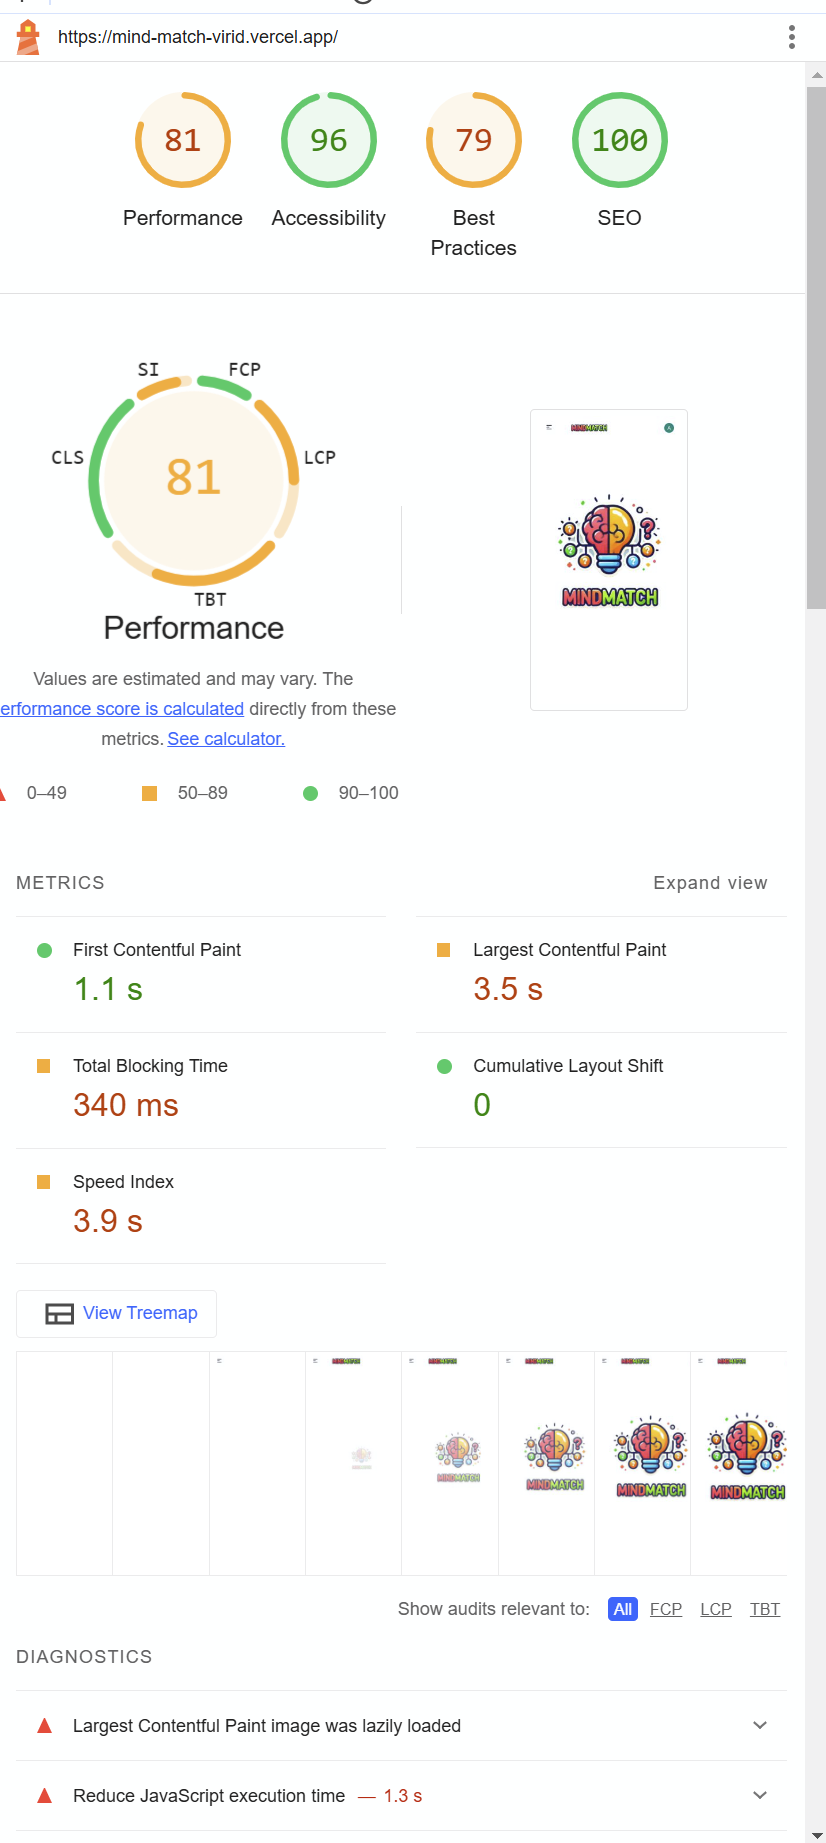 https://mind-match-virid.vercel.app/
81
96
79
100
Performance
Accessibility
Best
Practices
SEO
SI
FCP
CLS
LCP
81
TBT
Performance
MINDMATCH
MINDMATCH
Values are estimated and may vary. The
erformance score is calculated directly from these
metrics. See calculator.
0–49
50–89
90–100
METRICS
Expand view
First Contentful Paint
1.1 s
Largest Contentful Paint
3.5 s
Total Blocking Time
340 ms
Cumulative Layout Shift
0
Speed Index
3.9 s
View Treemap
MINDMATCH MINDMATCH MINDMATCH MINDMATCH MINDMATCH
MINDMATCH MINDMATCH MINDMATCH MINDMATCH
Show audits relevant to: All FCP LCP TBT
DIAGNOSTICS
Largest Contentful Paint image was lazily loaded
Reduce JavaScript execution time — 1.3 s